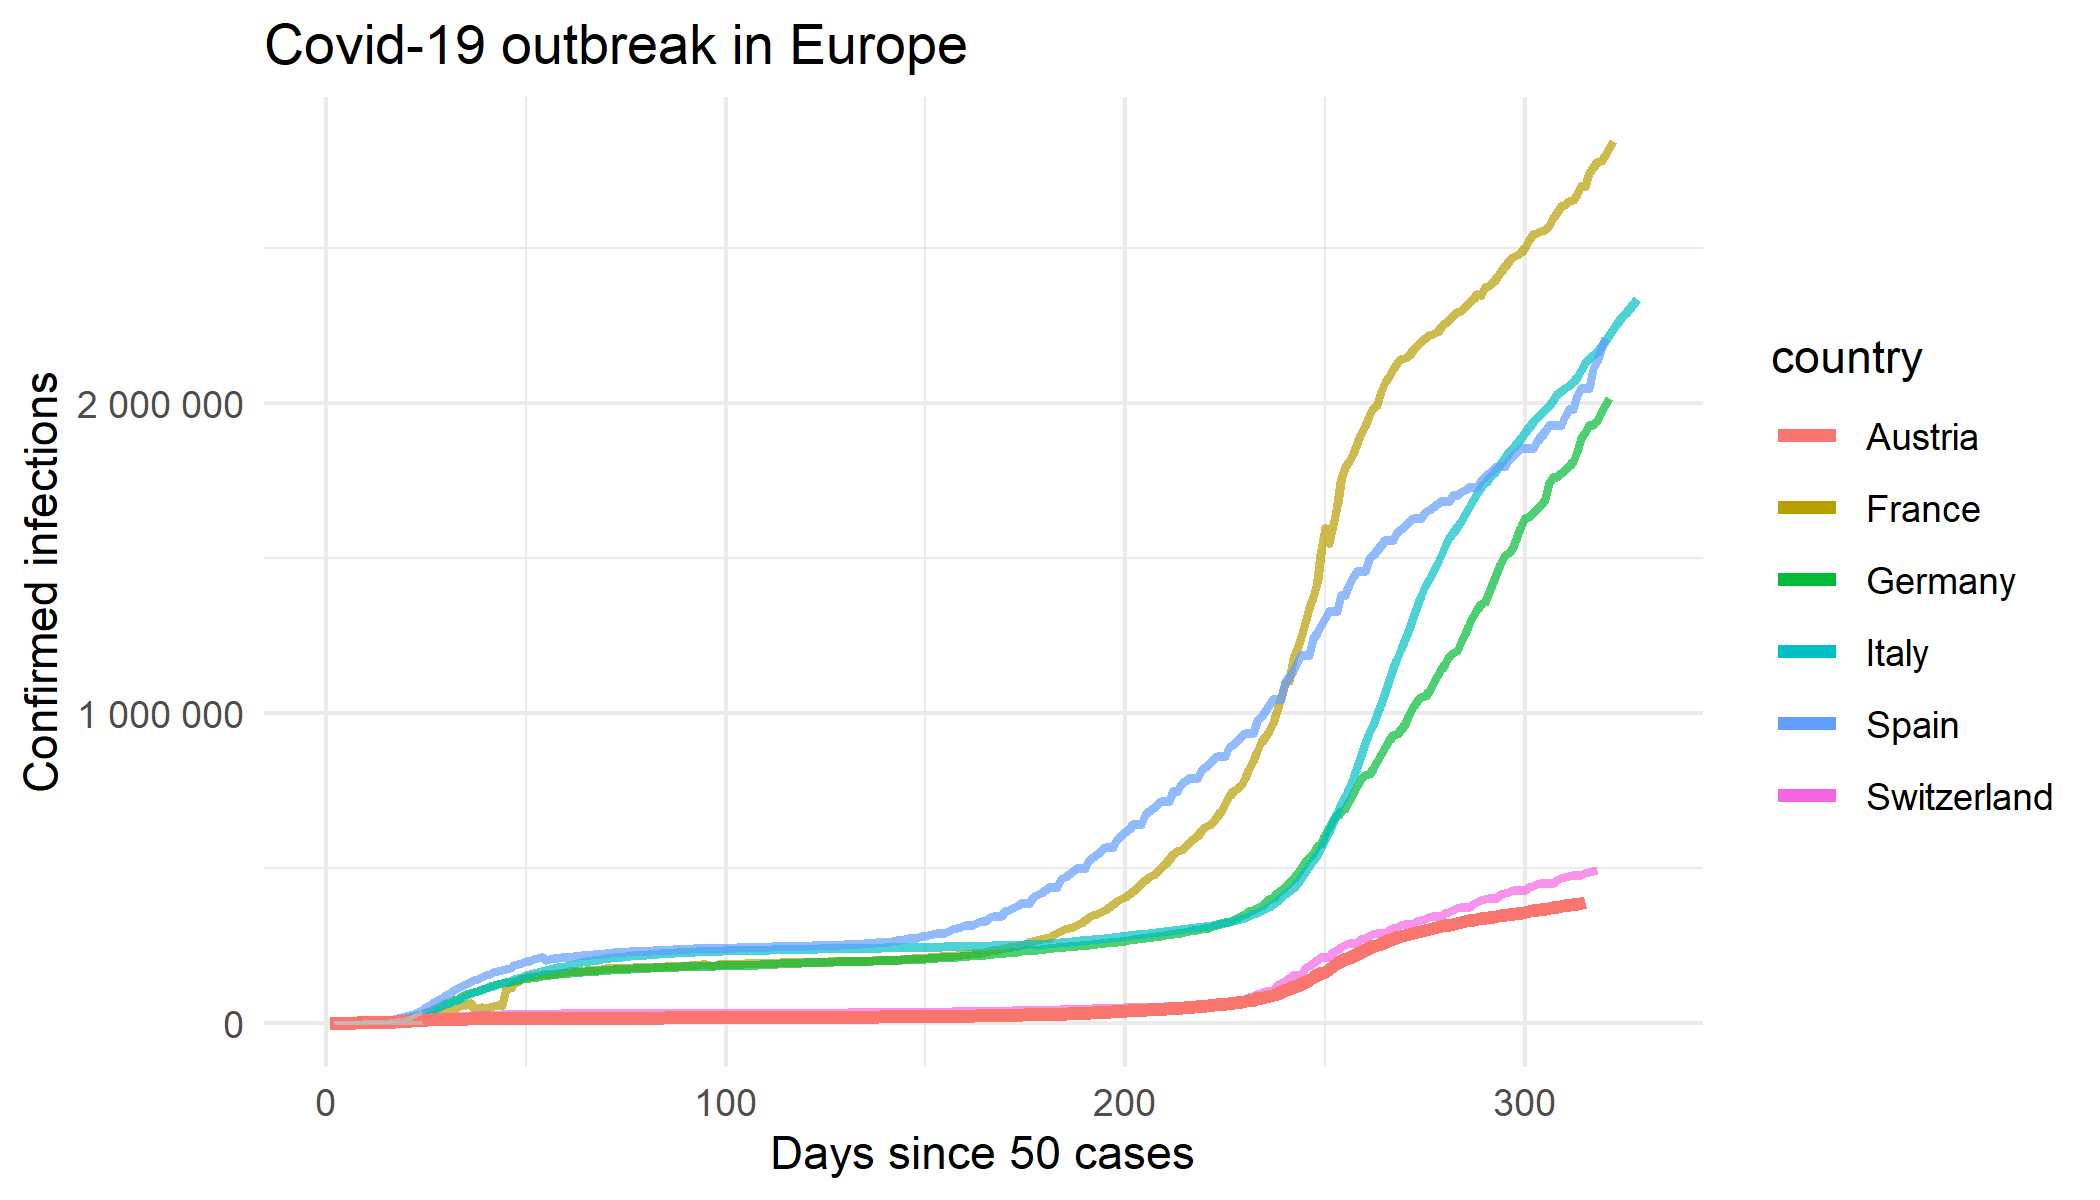 Covid-19 outbreak in Europe
Confirmed infections
2 000 000
1 000 000
0
0
100
200
300
Days since 50 cases
country
Austria
France
Germany
Italy
Spain
Switzerland